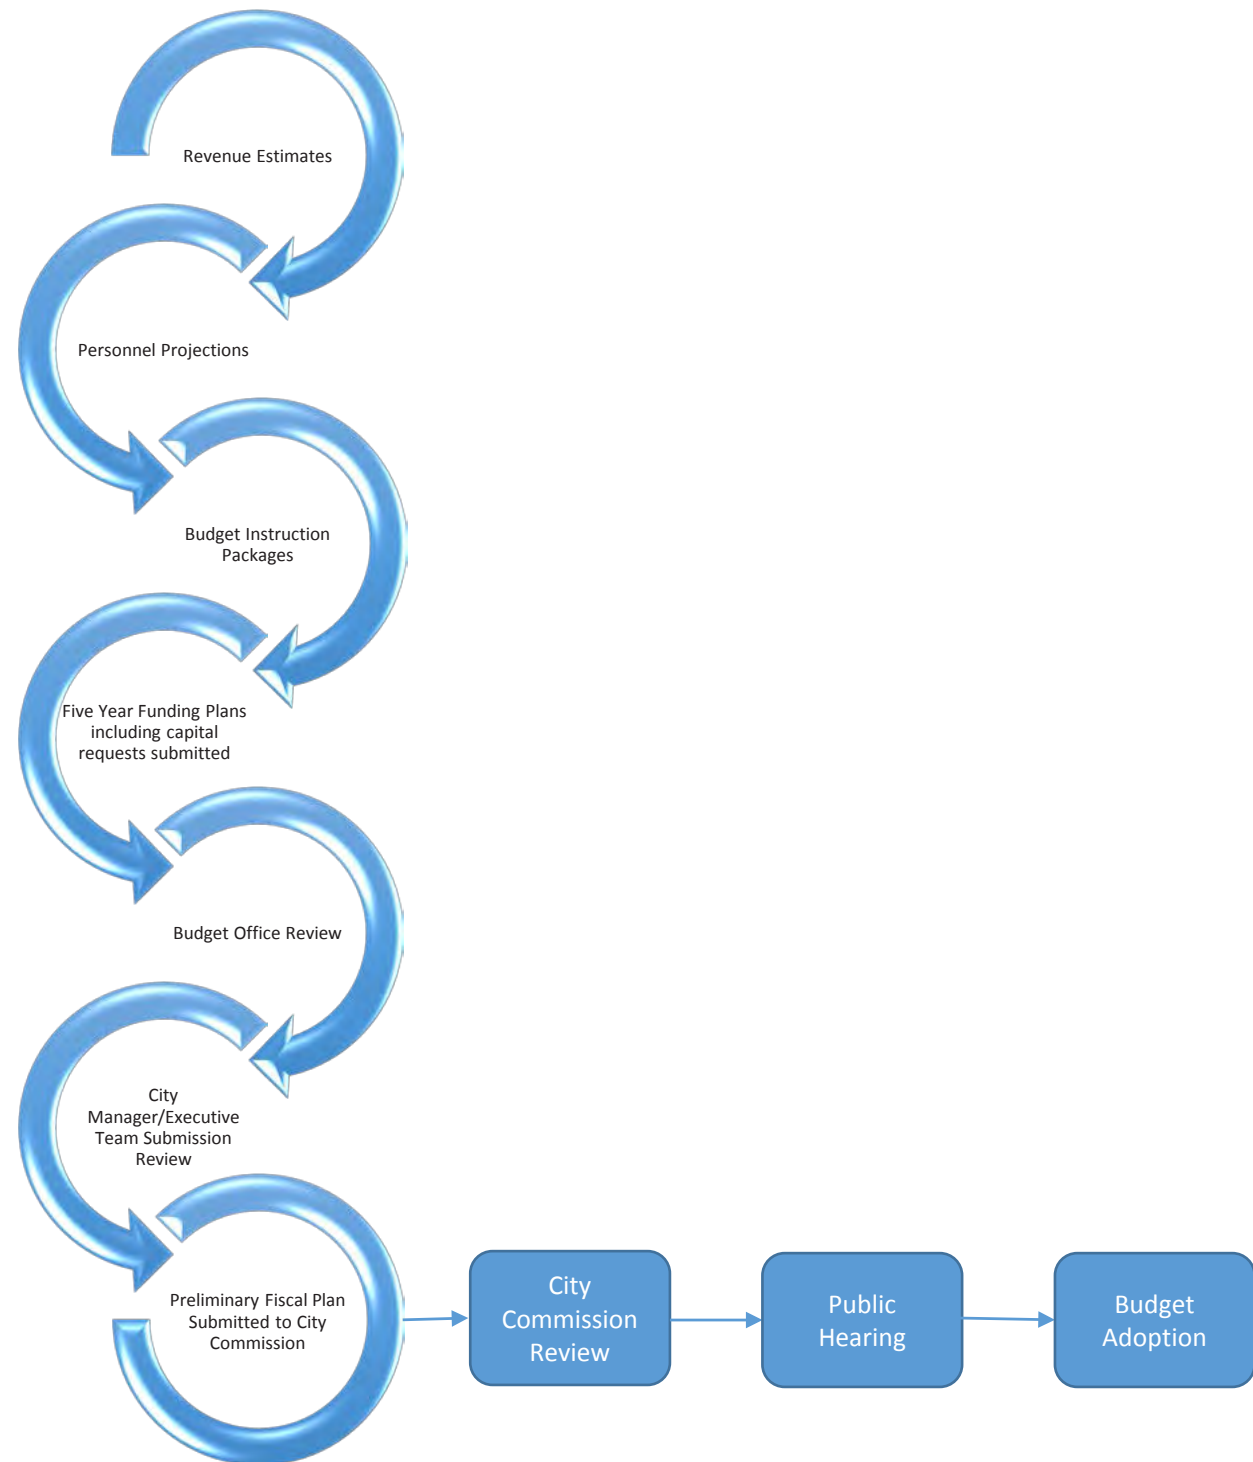 Revenue Estimates
Personnel Projections
Budget Instruction
Packages
Five Year Funding Plans
including capital
requests submitted
Budget Office Review
City
Manager/Executive
Team Submission
Review
Preliminary Fiscal Plan
Submitted to City
Commission
City
Commission
Review
Public
Hearing
Budget
Adoption